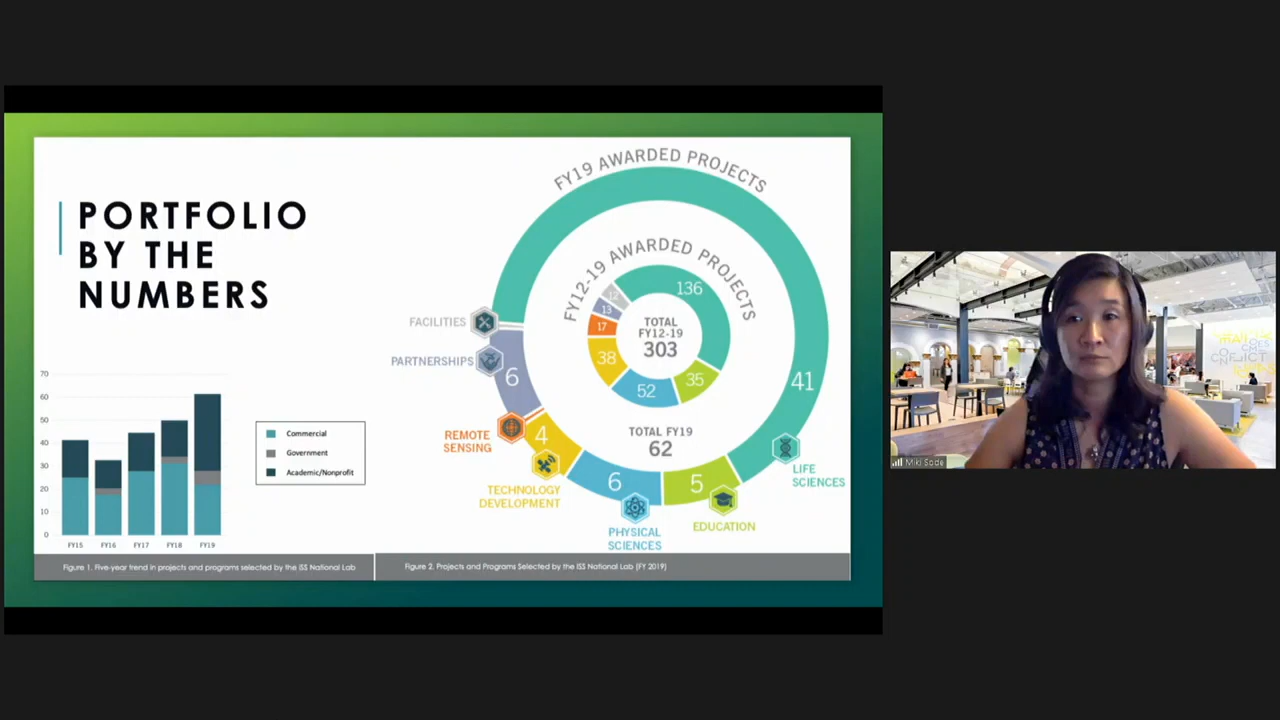 PORTFOLIO
BY THE
NUMBERS
70
60
50
40
30
20
10
0
FY15 FY16 FY17 FY18 FY19
Commercial
Government
Academic/Nonprofit
Figure 1. Five-year trend in projects and programs selected by the ISS National Lab
FY19 AWARDED PROJECTS
FY12-19 AWARDED PROJECTS
136
35
52
38
17
13
12
TOTAL
FY12-19
303
TOTAL FY19
62
41
5
6
4
6
FACILITIES
PARTNERSHIPS
REMOTE
SENSING
TECHNOLOGY
DEVELOPMENT
PHYSICAL
SCIENCES
EDUCATION
LIFE
SCIENCES
Figure 2. Projects and Programs Selected by the ISS National Lab (FY 2019)
Miki Sode
CONFLICT